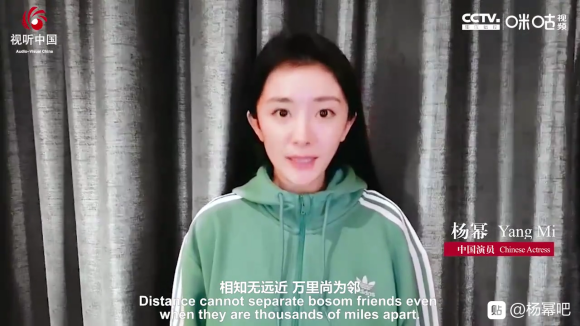 视听中国
Audio-Visual China
CCTV
咪咕视频
杨幂 Yang Mi
中国演员 Chinese Actress
相知无远近 万里尚为邻
Distance cannot separate bosom friends even
when they are thousands of miles apart.
贴 @杨幂吧